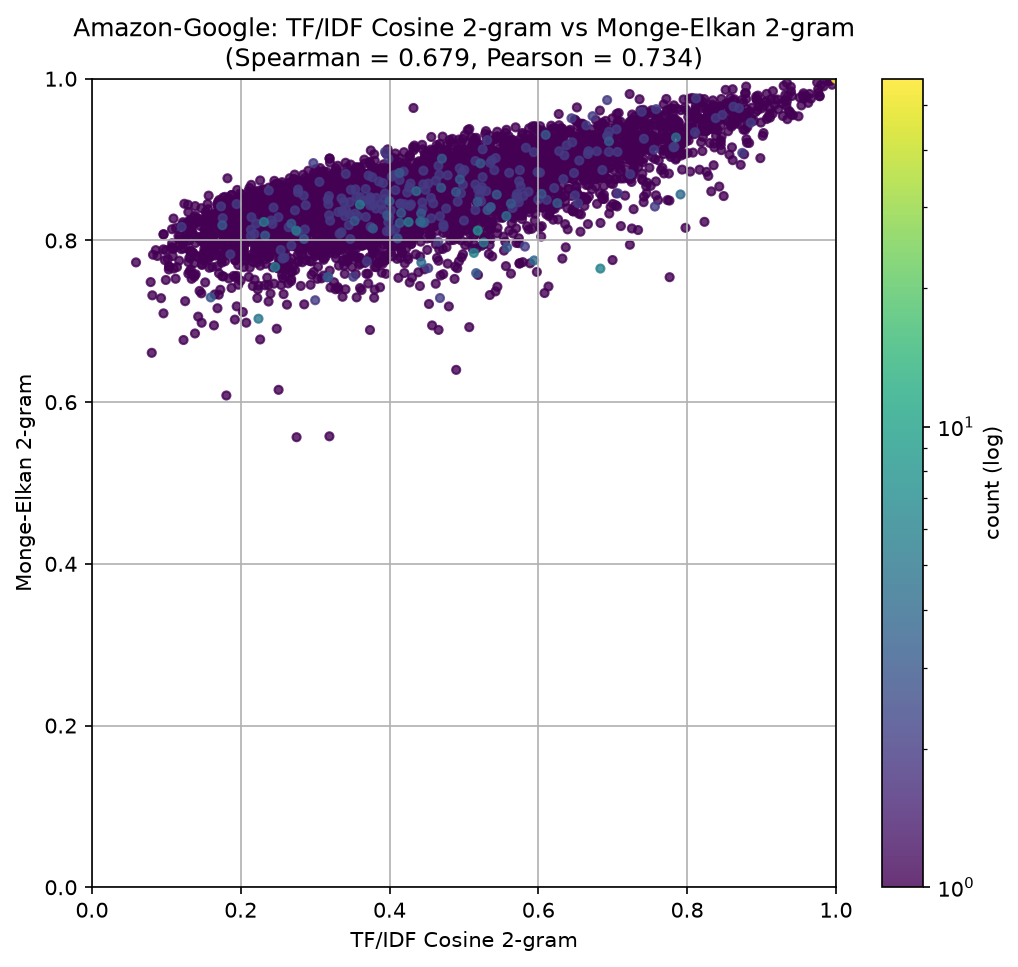 Amazon-Google: TF/IDF Cosine 2-gram vs Monge-Elkan 2-gram
(Spearman = 0.679, Pearson = 0.734)
1.0
0.8
0.6
0.4
0.2
0.0
Monge-Elkan 2-gram
0.0 0.2 0.4 0.6 0.8 1.0
TF/IDF Cosine 2-gram
10¹
10⁰
count (log)